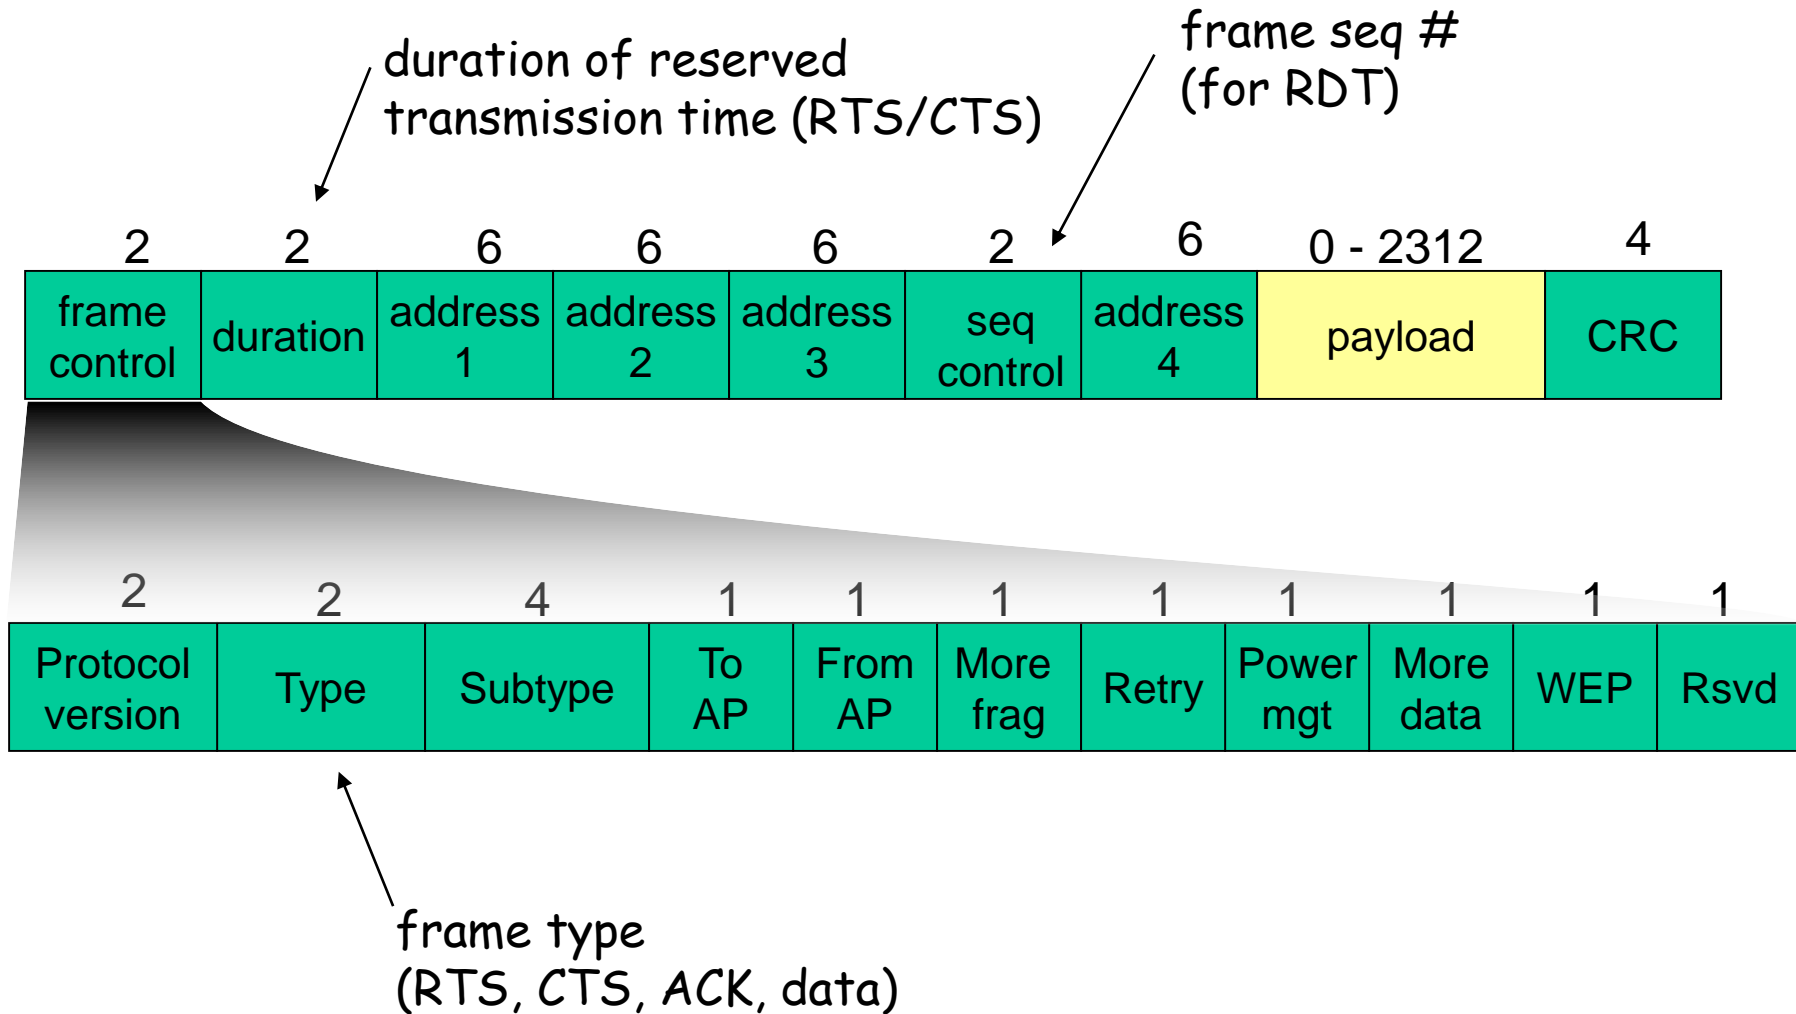 duration of reserved
transmission time (RTS/CTS)
frame seq #
(for RDT)
2 2 6 6 6 2 6 0 - 2312 4
frame control
duration
address 1
address 2
address 3
seq control
address 4
payload
CRC
2 2 4 1 1 1 1 1 1 1 1
Protocol version
Type
Subtype
To AP
From AP
More frag
Retry
Power mgt
More data
WEP
Rsvd
frame type
(RTS, CTS, ACK, data)